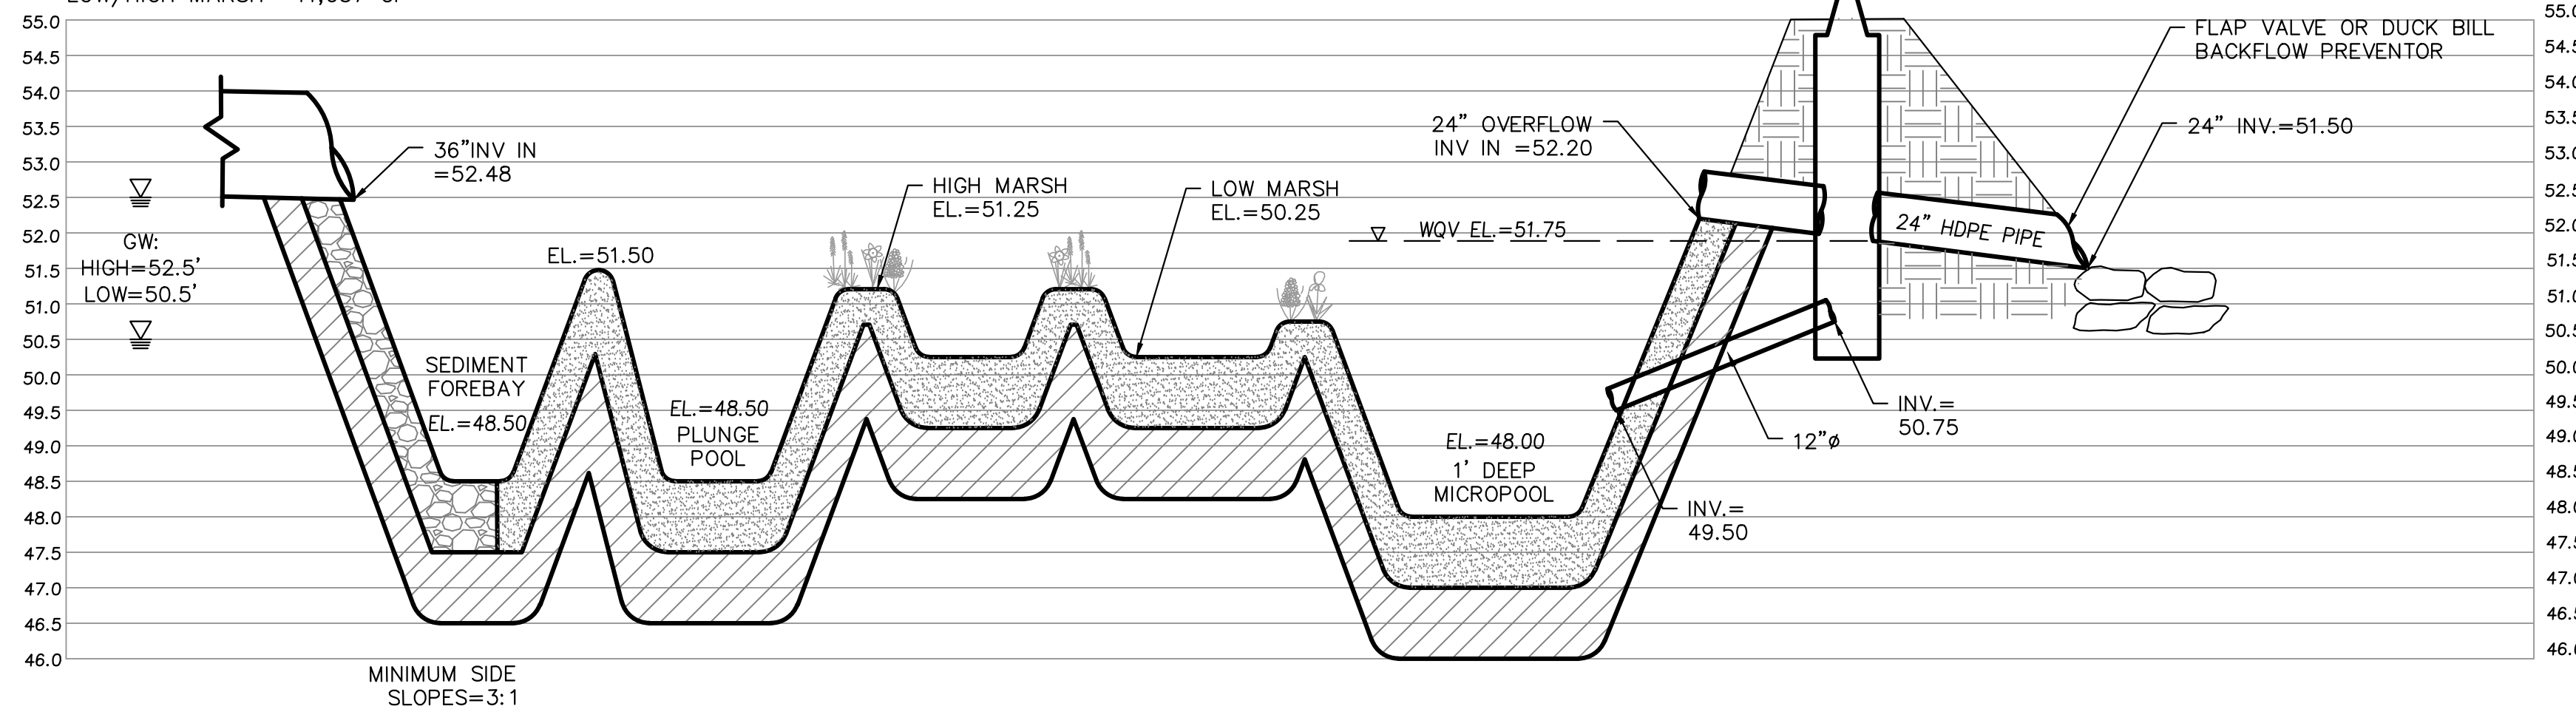 55.0
54.5
54.0
53.5
53.0
52.5
52.0
51.5
51.0
50.5
50.0
49.5
49.0
48.5
48.0
47.5
47.0
46.5
46.0
GW:
HIGH=52.5'
LOW=50.5'
36"INV IN
=52.48
SEDIMENT
FOREBAY
EL.=48.50
EL.=51.50
EL.=48.50
PLUNGE
POOL
HIGH MARSH
EL.=51.25
LOW MARSH
EL.=50.25
24" OVERFLOW
INV IN =52.20
WQV EL.=51.75
EL.=48.00
1' DEEP
MICROPOOL
INV.=
49.50
12"ø
INV.=
50.75
24" HDPE PIPE
FLAP VALVE OR DUCK BILL
BACKFLOW PREVENTOR
24" INV.=51.50
MINIMUM SIDE
SLOPES=3:1